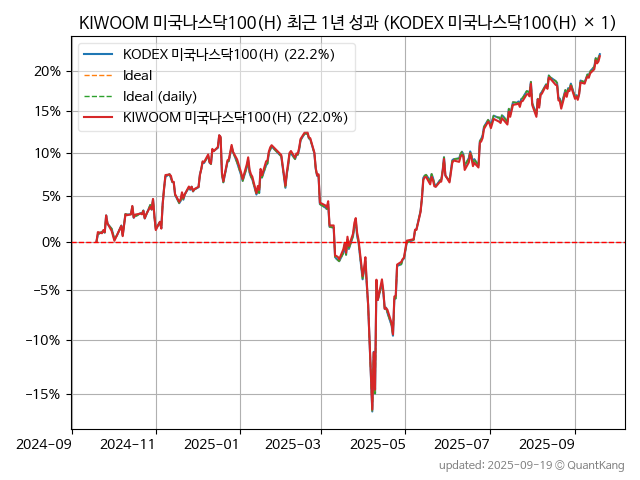 KIWOOM 미국나스닥100(H) 최근 1년 성과 (KODEX 미국나스닥100(H) × 1)
KODEX 미국나스닥100(H) (22.2%)
Ideal
Ideal (daily)
KIWOOM 미국나스닥100(H) (22.0%)
20%
15%
10%
5%
0%
−5%
−10%
−15%
2024-09
2024-11
2025-01
2025-03
2025-05
2025-07
2025-09
updated: 2025-09-19 © QuantKang